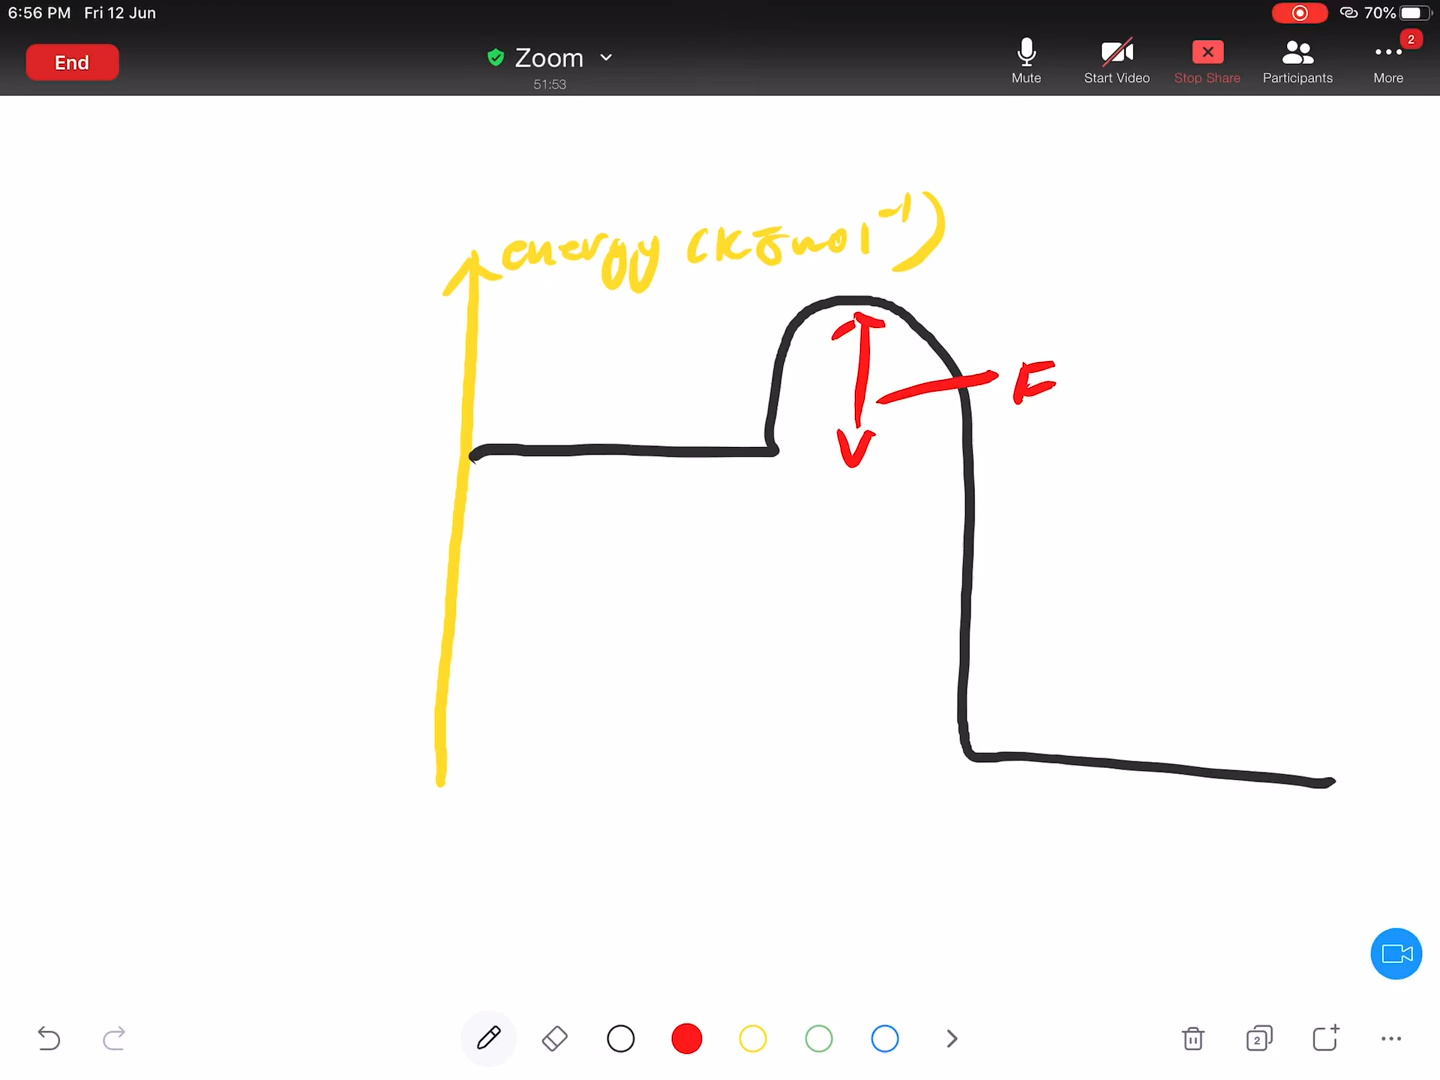 6:56 PM Fri 12 Jun
70%
End
Zoom
51:53
Mute
Start Video
Stop Share
Participants
More
2
energy (KJmol⁻¹)
E
2